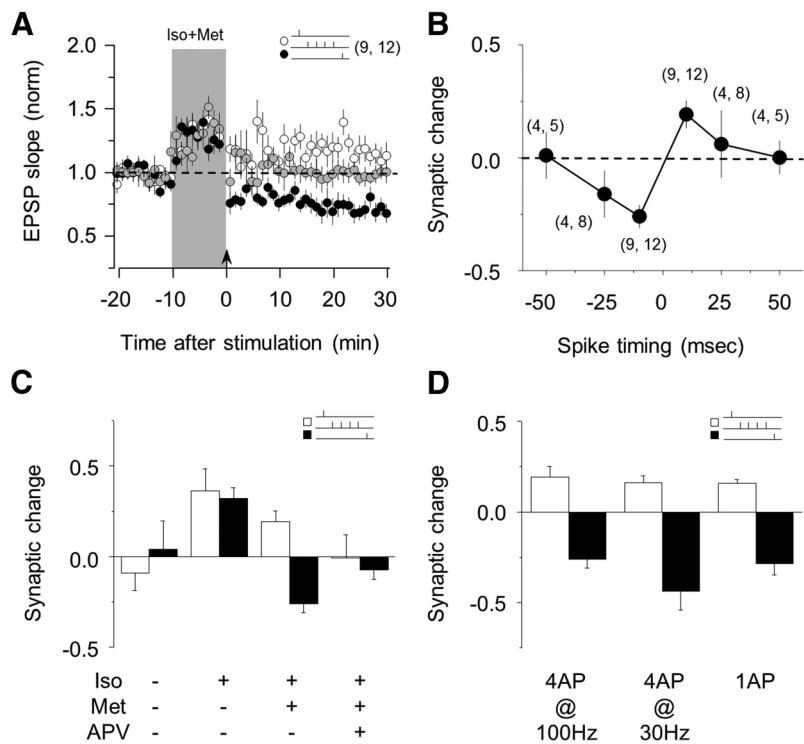 A
Iso+Met
(9, 12)
2.0
1.5
1.0
0.5
EPSP slope (norm)
-20 -10 0 10 20 30
Time after stimulation (min)
B
0.5
0.0
-0.5
Synaptic change
(9, 12)
(4, 8)
(4, 5)
(4, 5)
(4, 8)
(9, 12)
-50 -25 0 25 50
Spike timing (msec)
C
0.5
0.0
-0.5
Synaptic change
Iso - + + +
Met - - + +
APV - - - +
D
0.5
0.0
-0.5
Synaptic change
4AP 4AP 1AP
@ @
100Hz 30Hz